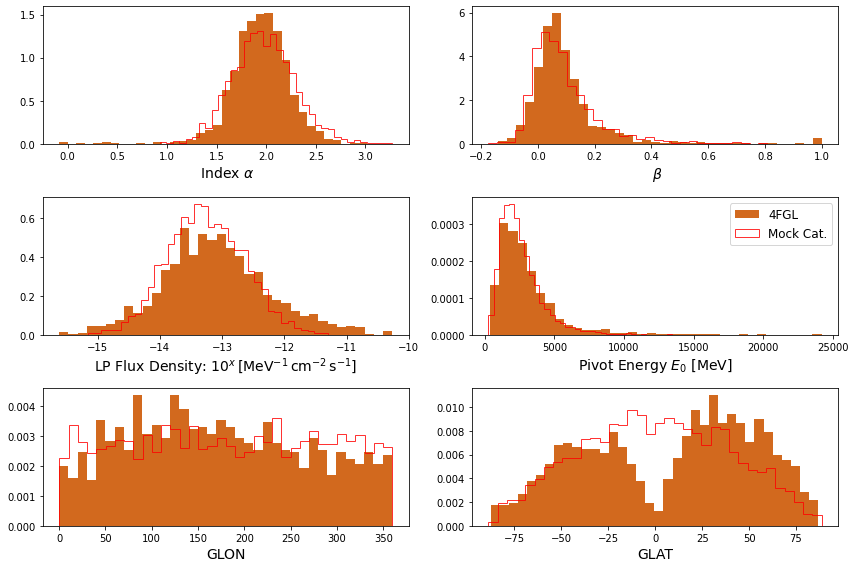 1.5
1.0
0.5
0.0
0.0 0.5 1.0 1.5 2.0 2.5 3.0
Index α
6
4
2
0
−0.2 0.0 0.2 0.4 0.6 0.8 1.0
β
0.6
0.4
0.2
0.0
−15 −14 −13 −12 −11 −10
LP Flux Density: 10^x [MeV^−1 cm^−2 s^−1]
0.0003
0.0002
0.0001
0.0000
4FGL
Mock Cat.
0 5000 10000 15000 20000 25000
Pivot Energy E_0 [MeV]
0.004
0.003
0.002
0.001
0.000
0 50 100 150 200 250 300 350
GLON
0.010
0.008
0.006
0.004
0.002
0.000
−75 −50 −25 0 25 50 75
GLAT